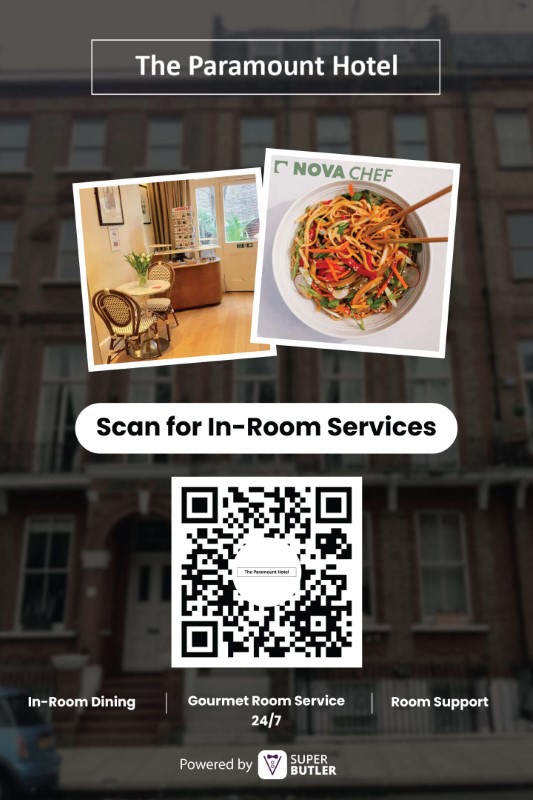 The Paramount Hotel
NOVA CHEF
Scan for In-Room Services
The Paramount Hotel
In-Room Dining
Gourmet Room Service
24/7
Room Support
Powered by SUPER
BUTLER